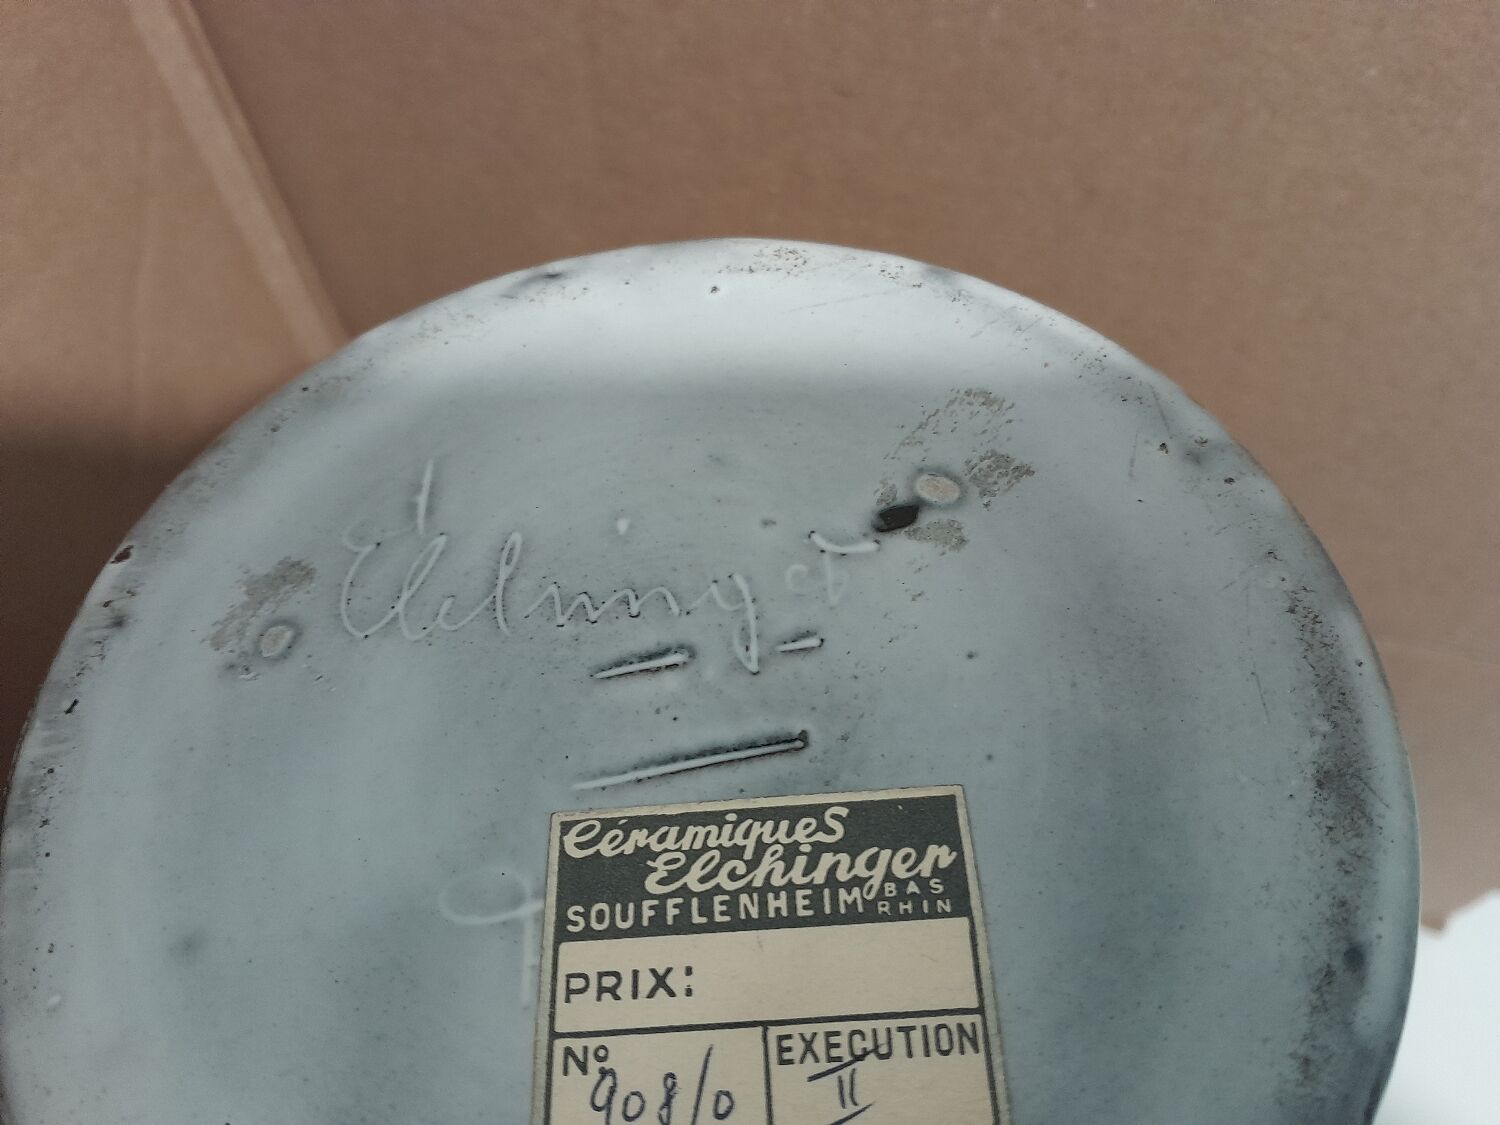 Elchinger
Céramiques
Elchinger
SOUFFLENHEIM BAS RHIN
PRIX:
No 908/0
EXECUTION
II